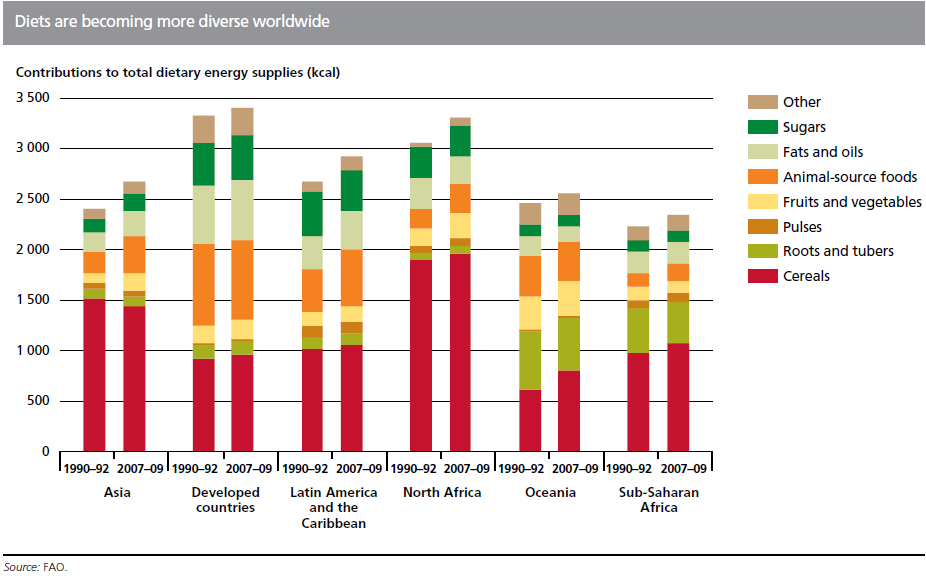 Diets are becoming more diverse worldwide
Contributions to total dietary energy supplies (kcal)
3 500
3 000
2 500
2 000
1 500
1 000
500
0
1990–92 2007–09 1990–92 2007–09 1990–92 2007–09 1990–92 2007–09 1990–92 2007–09 1990–92 2007–09
Asia
Developed
countries
Latin America
and the
Caribbean
North Africa
Oceania
Sub-Saharan
Africa
Other
Sugars
Fats and oils
Animal-source foods
Fruits and vegetables
Pulses
Roots and tubers
Cereals
Source: FAO.